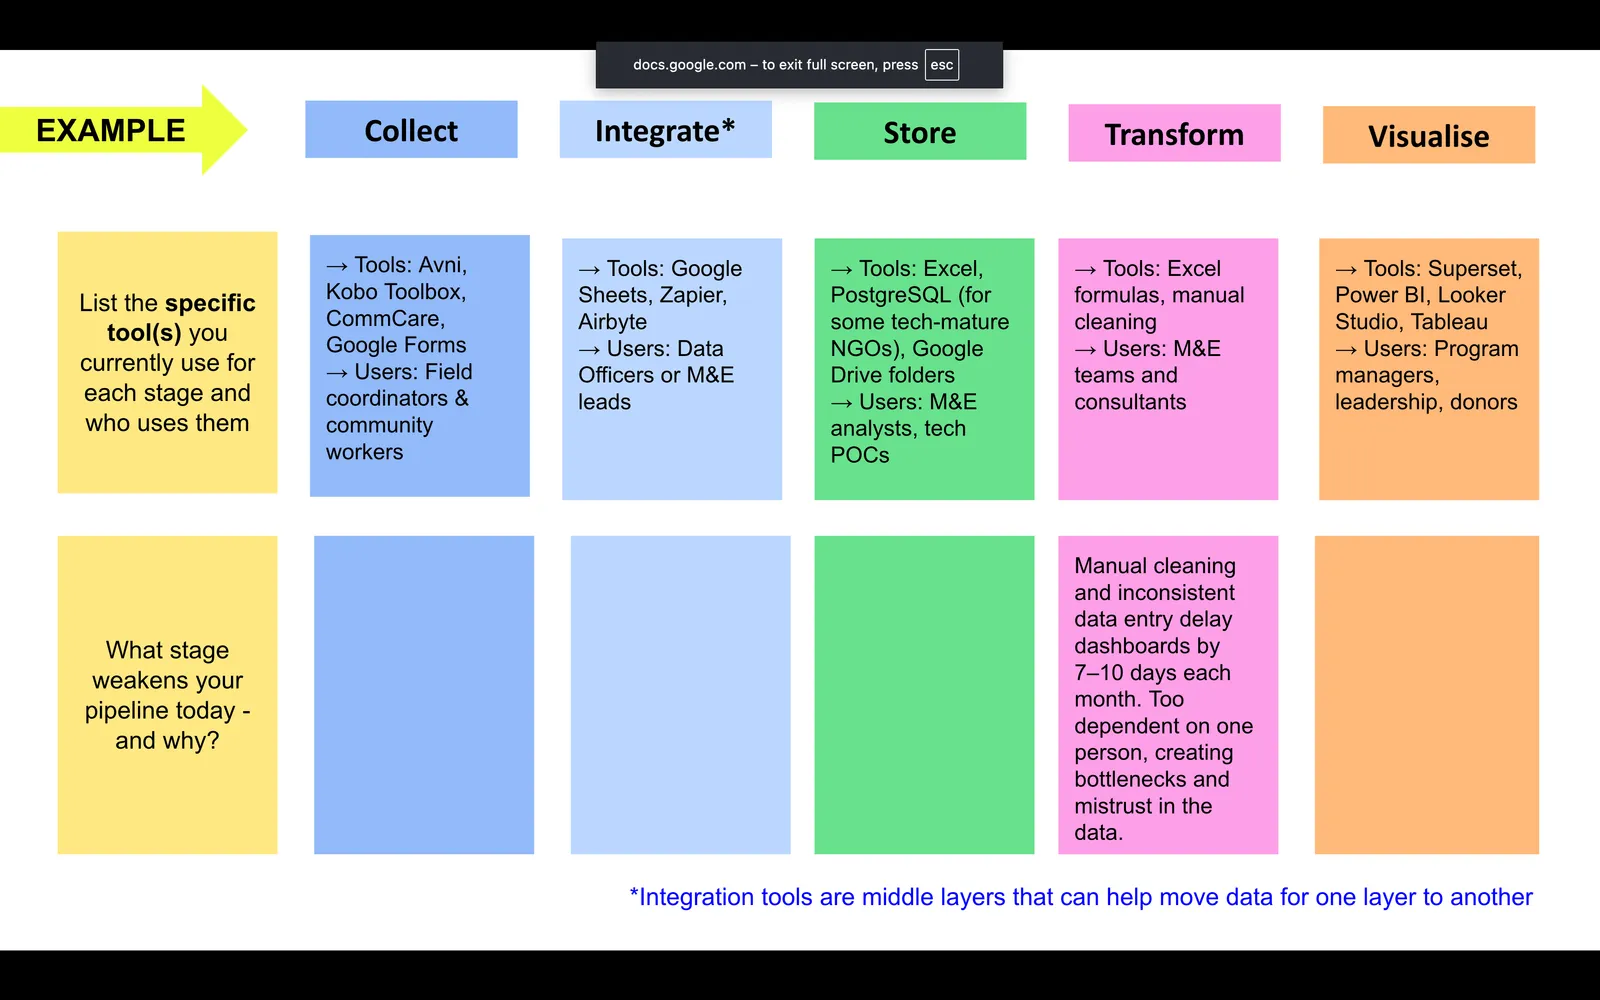 docs.google.com – to exit full screen, press esc
EXAMPLE
Collect
Integrate*
Store
Transform
Visualise
List the specific
tool(s) you
currently use for
each stage and
who uses them
→ Tools: Avni,
Kobo Toolbox,
CommCare,
Google Forms
→ Users: Field
coordinators &
community
workers
→ Tools: Google
Sheets, Zapier,
Airbyte
→ Users: Data
Officers or M&E
leads
→ Tools: Excel,
PostgreSQL (for
some tech-mature
NGOs), Google
Drive folders
→ Users: M&E
analysts, tech
POCs
→ Tools: Excel
formulas, manual
cleaning
→ Users: M&E
teams and
consultants
→ Tools: Superset,
Power BI, Looker
Studio, Tableau
→ Users: Program
managers,
leadership, donors
What stage
weakens your
pipeline today -
and why?
Manual cleaning
and inconsistent
data entry delay
dashboards by
7–10 days each
month. Too
dependent on one
person, creating
bottlenecks and
mistrust in the
data.
*Integration tools are middle layers that can help move data for one layer to another